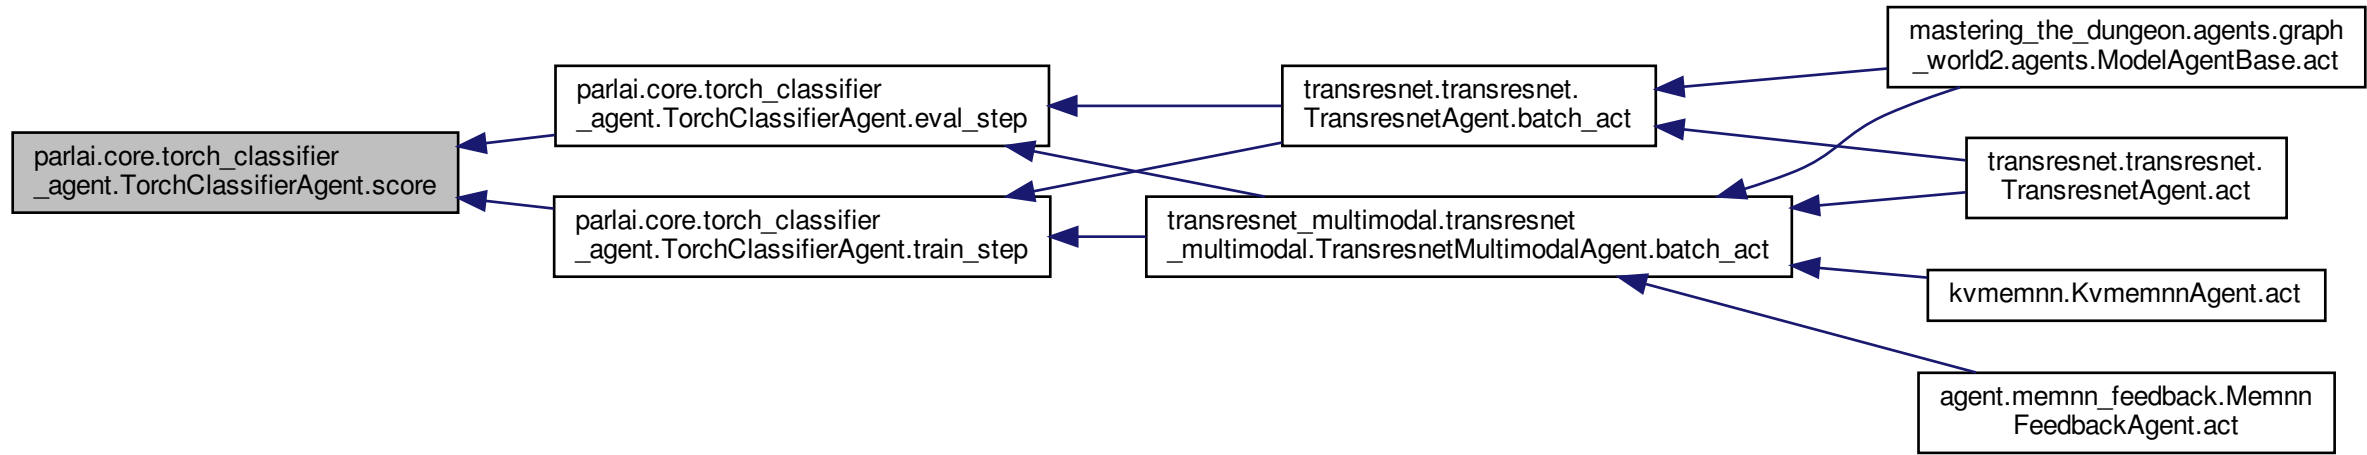 parlai.core.torch_classifier
_agent.TorchClassifierAgent.score
parlai.core.torch_classifier
_agent.TorchClassifierAgent.eval_step
parlai.core.torch_classifier
_agent.TorchClassifierAgent.train_step
transresnet.transresnet.
TransresnetAgent.batch_act
transresnet_multimodal.transresnet
_multimodal.TransresnetMultimodalAgent.batch_act
mastering_the_dungeon.agents.graph
_world2.agents.ModelAgentBase.act
transresnet.transresnet.
TransresnetAgent.act
kvmemnn.KvmemnnAgent.act
agent.memnn_feedback.Memnn
FeedbackAgent.act